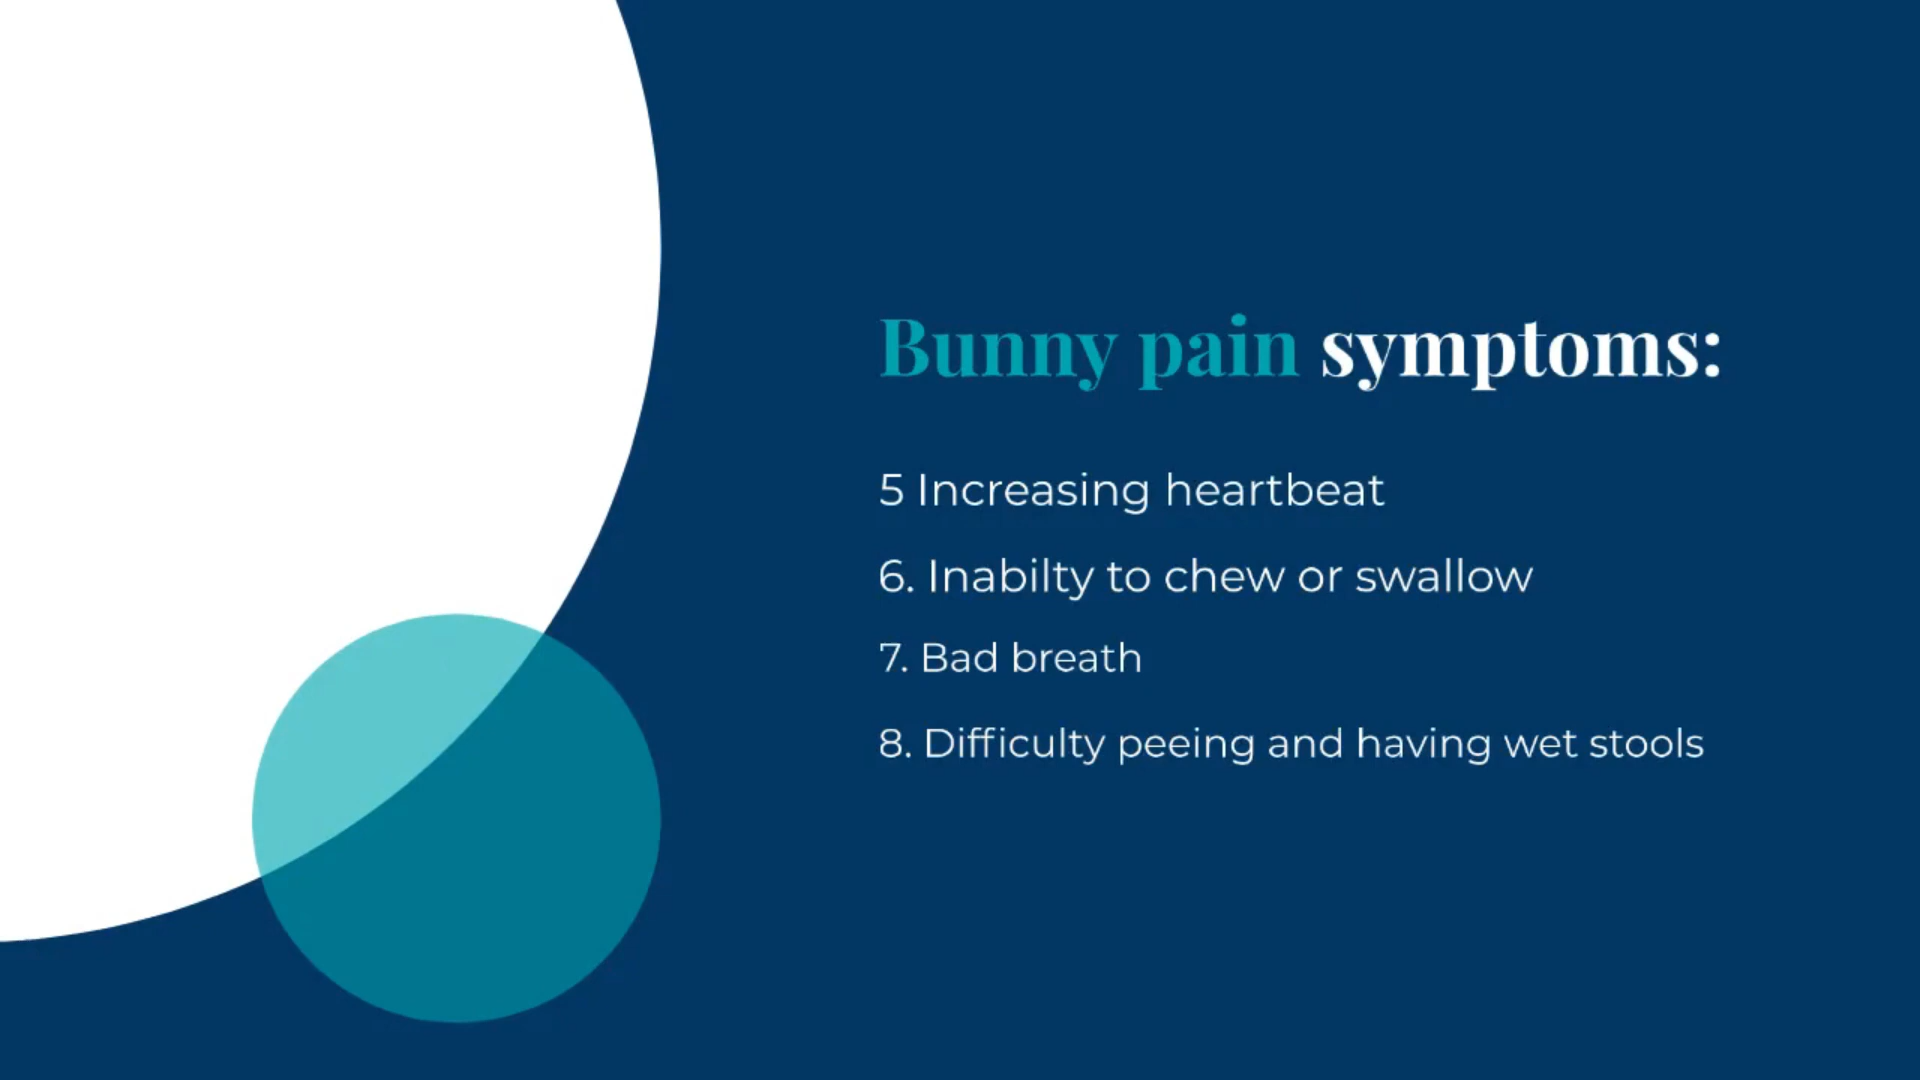 Bunny pain symptoms:
5 Increasing heartbeat
6. Inabilty to chew or swallow
7. Bad breath
8. Difficulty peeing and having wet stools